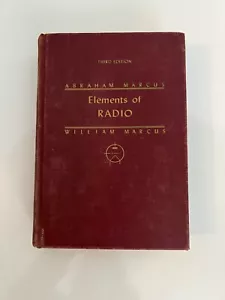 THIRD EDITION
ABRAHAM MARCUS
Elements of
RADIO
WILLIAM MARCUS